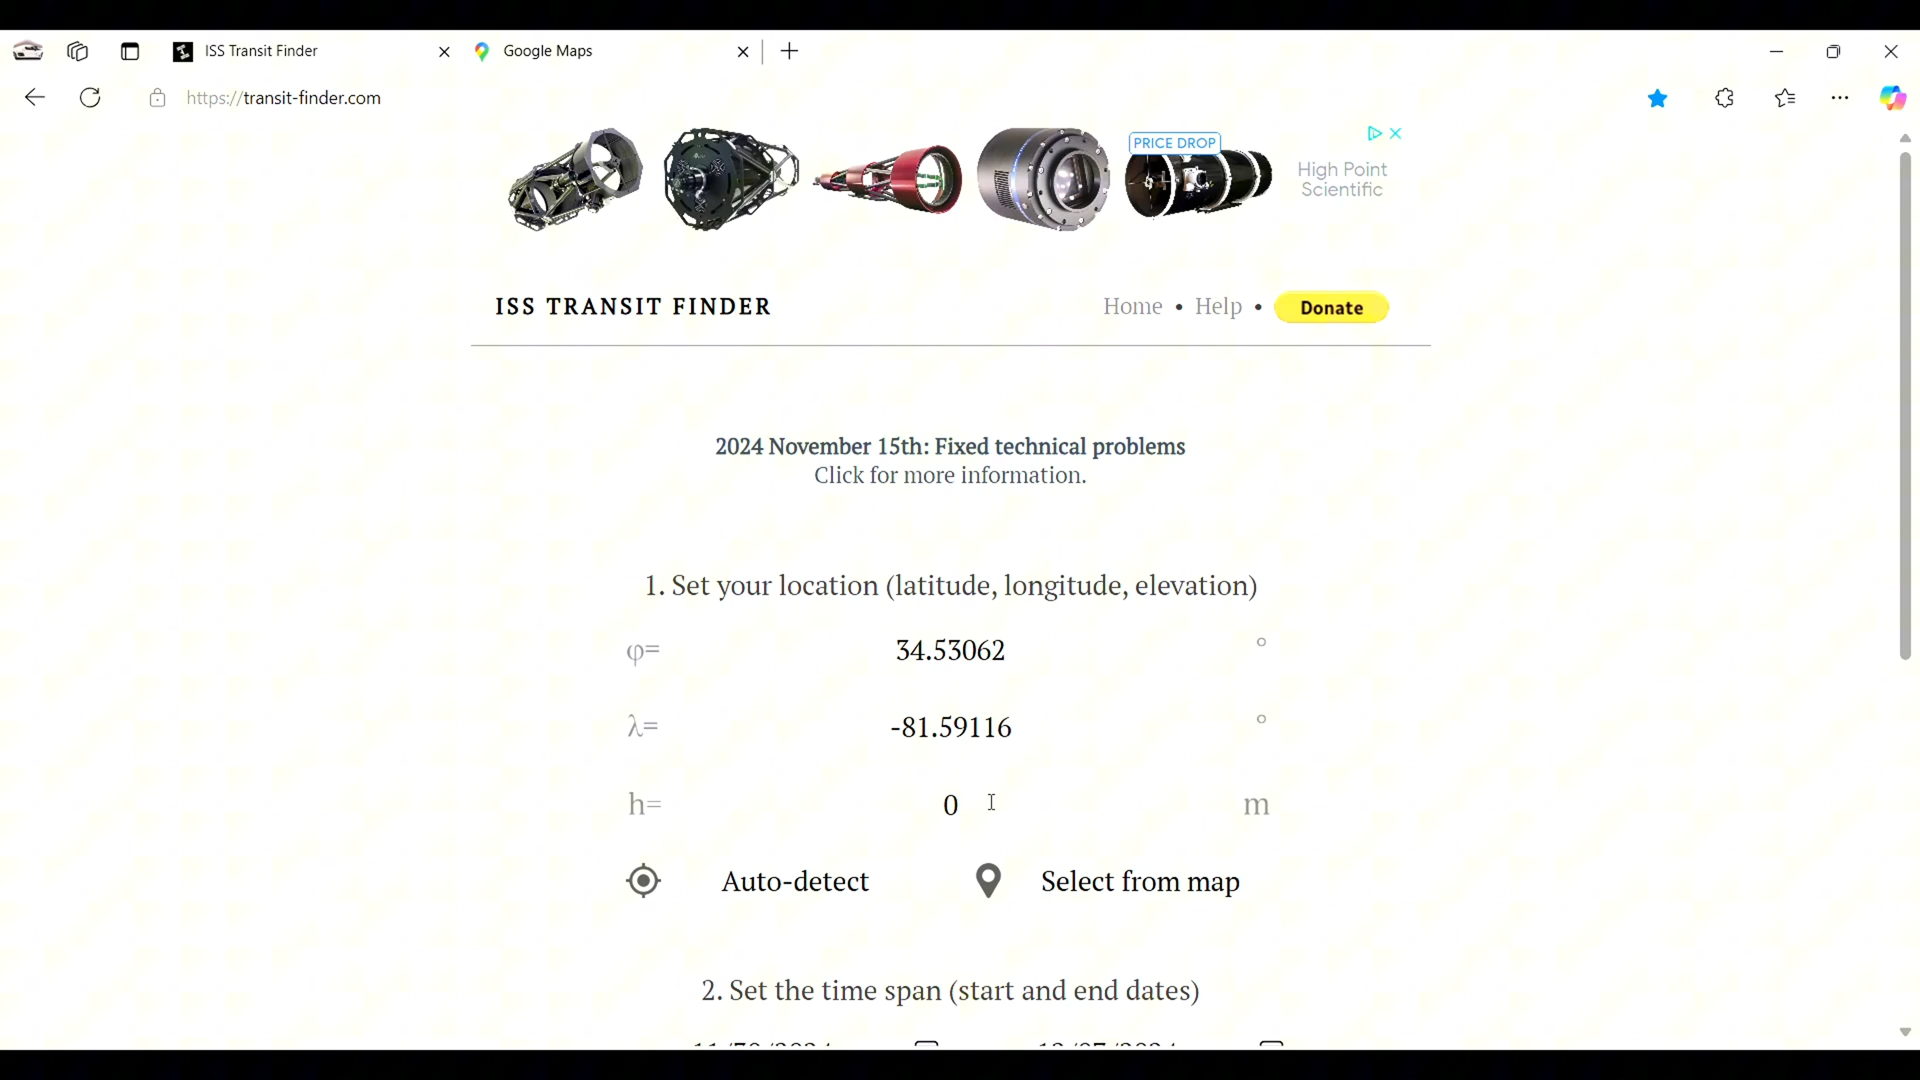 ISS Transit Finder
Google Maps
https://transit-finder.com
PRICE DROP
High Point
Scientific
ISS TRANSIT FINDER
Home • Help • Donate
2024 November 15th: Fixed technical problems
Click for more information.
1. Set your location (latitude, longitude, elevation)
φ= 34.53062 °
λ= -81.59116 °
h= 0 m
Auto-detect Select from map
2. Set the time span (start and end dates)